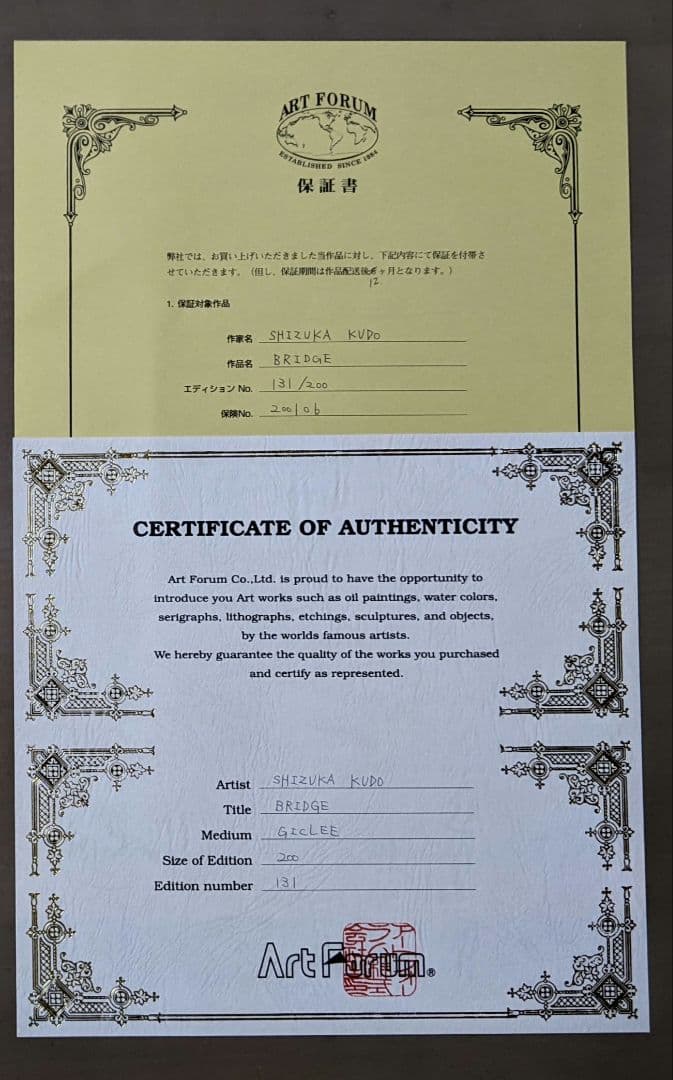 ART FORUM
ESTABLISHED SINCE 1984
保証書
弊社では、お買い上げいただきました当作品に対し、下記内容にて保証を付帯さ
せていただきます。(但し、保証期間は作品配送後6ヶ月となります。)
12
1. 保証対象作品
作家名 SHIZUKA KUDO
作品名 BRIDGE
エディション No. 131/200
保険No. 200106
CERTIFICATE OF AUTHENTICITY
Art Forum Co.,Ltd. is proud to have the opportunity to
introduce you Art works such as oil paintings, water colors,
serigraphs, lithographs, etchings, sculptures, and objects,
by the worlds famous artists.
We hereby guarantee the quality of the works you purchased
and certify as represented.
Artist SHIZUKA KUDO
Title BRIDGE
Medium GICLEE
Size of Edition 200
Edition number 131
Art Forum®